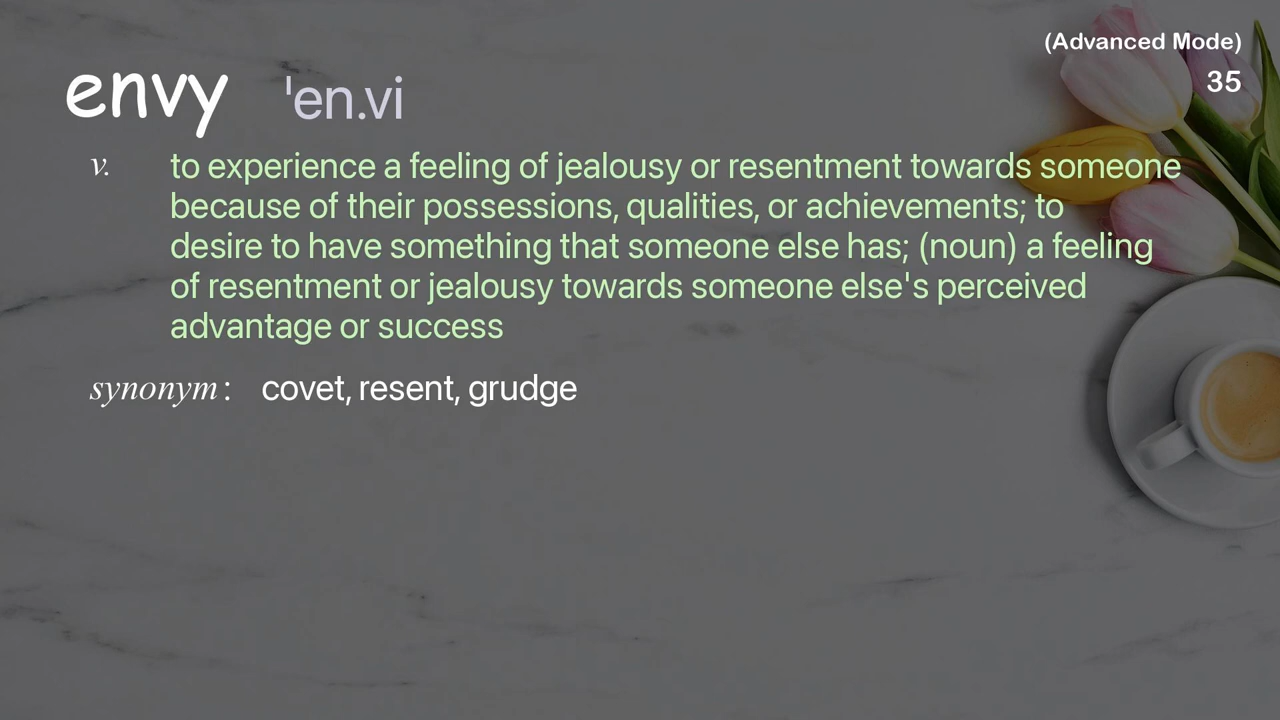 (Advanced Mode)
35
envy ˈen.vi
v. to experience a feeling of jealousy or resentment towards someone
because of their possessions, qualities, or achievements; to
desire to have something that someone else has; (noun) a feeling
of resentment or jealousy towards someone else's perceived
advantage or success
synonym: covet, resent, grudge